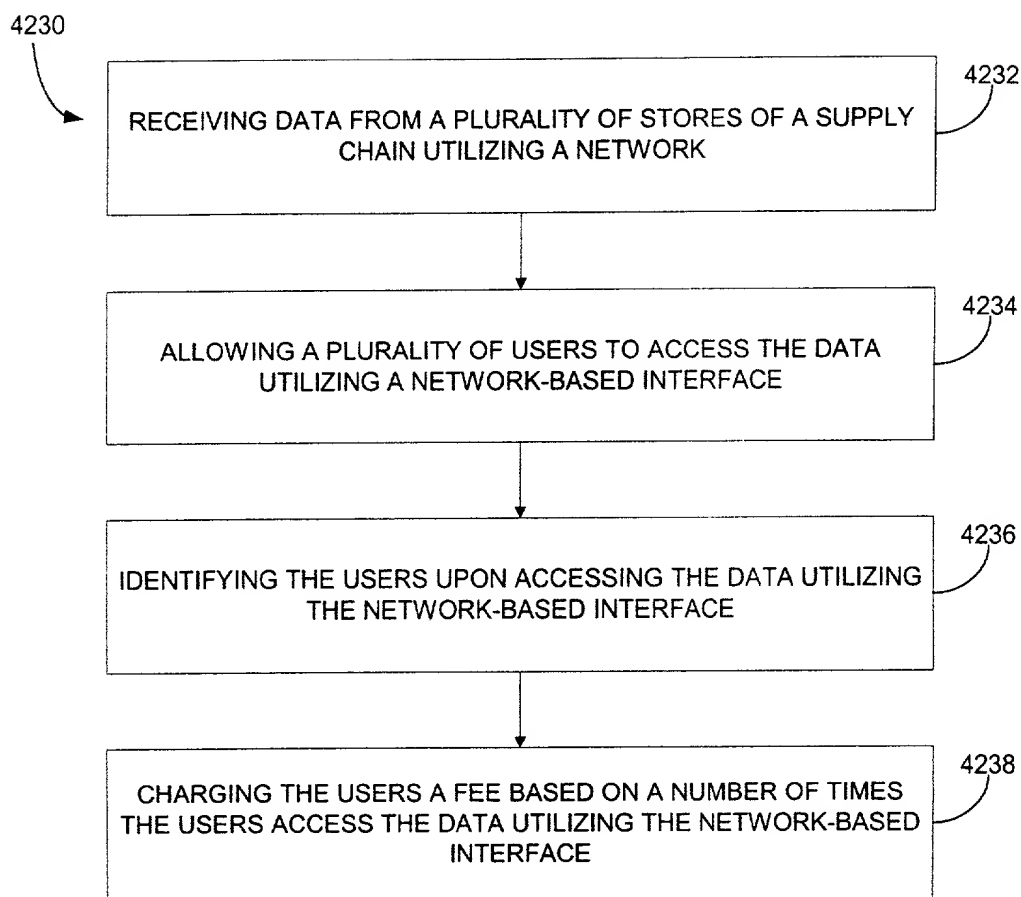 4230
4232
RECEIVING DATA FROM A PLURALITY OF STORES OF A SUPPLY
CHAIN UTILIZING A NETWORK
4234
ALLOWING A PLURALITY OF USERS TO ACCESS THE DATA
UTILIZING A NETWORK-BASED INTERFACE
4236
IDENTIFYING THE USERS UPON ACCESSING THE DATA UTILIZING
THE NETWORK-BASED INTERFACE
4238
CHARGING THE USERS A FEE BASED ON A NUMBER OF TIMES
THE USERS ACCESS THE DATA UTILIZING THE NETWORK-BASED
INTERFACE